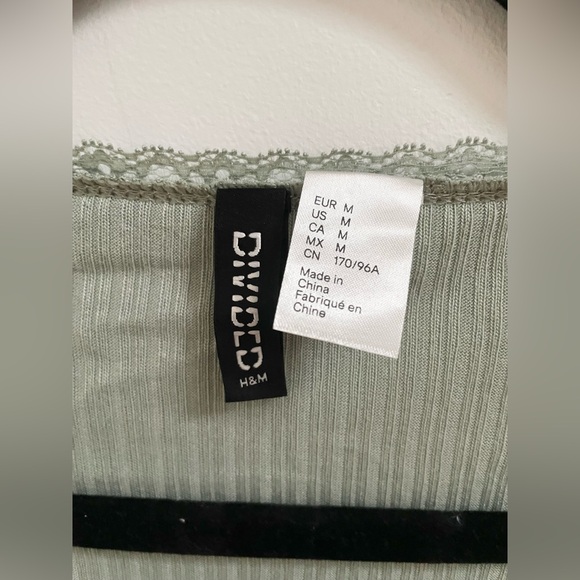 DIVIDED
H&M
EUR M
US M
CA M
MX M
CN 170/96A
Made in
China
Fabriqué en
Chine